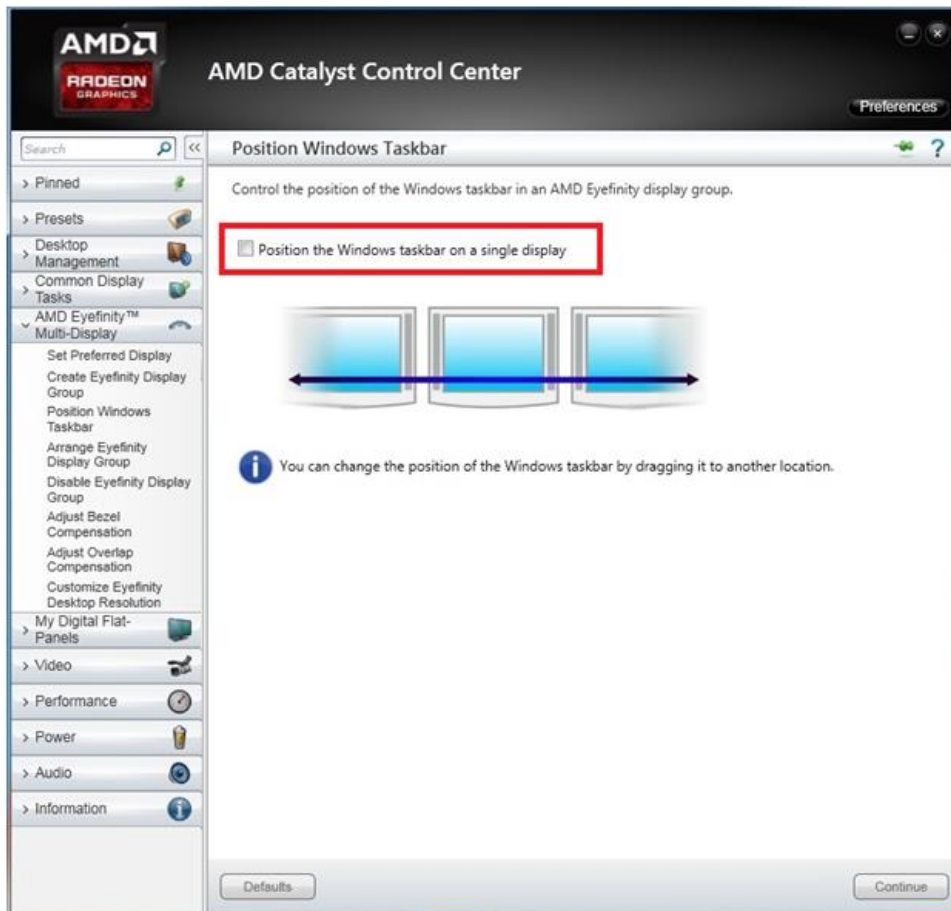 AMD
RADEON
GRAPHICS
AMD Catalyst Control Center
Preferences
Search
Position Windows Taskbar
?
Pinned
Presets
Desktop
Management
Common Display
Tasks
AMD Eyefinity™
Multi-Display
Set Preferred Display
Create Eyefinity Display
Group
Position Windows
Taskbar
Arrange Eyefinity
Display Group
Disable Eyefinity Display
Group
Adjust Bezel
Compensation
Adjust Overlap
Compensation
Customize Eyefinity
Desktop Resolution
My Digital Flat-
Panels
Video
Performance
Power
Audio
Information
Control the position of the Windows taskbar in an AMD Eyefinity display group.
Position the Windows taskbar on a single display
You can change the position of the Windows taskbar by dragging it to another location.
Defaults
Continue